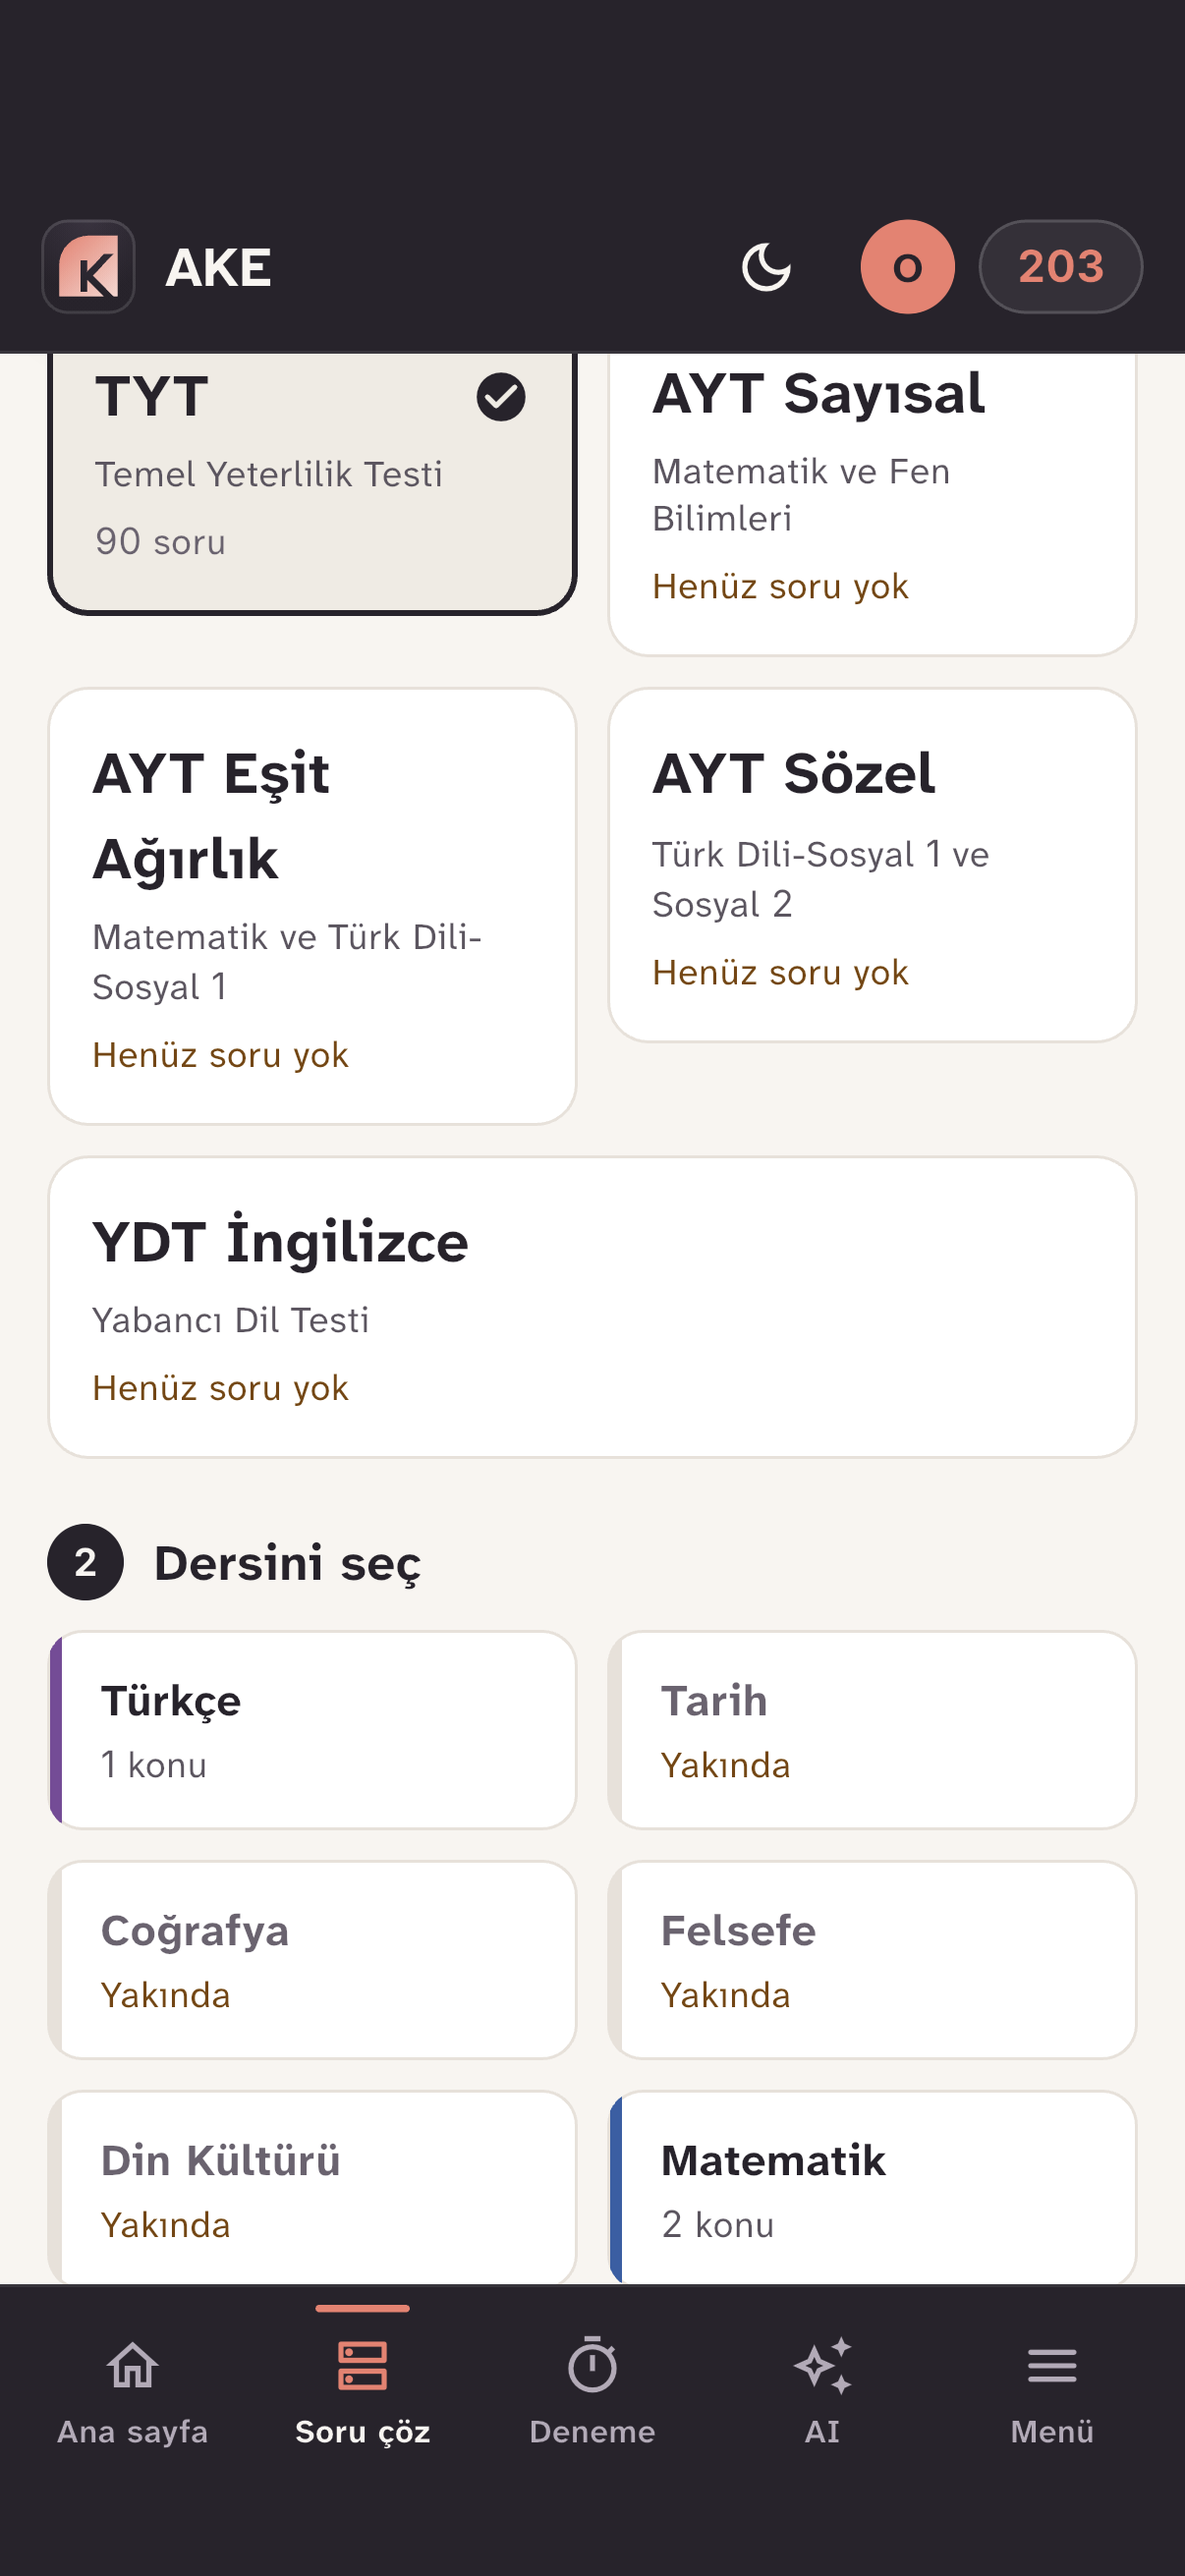 K AKE O 203
TYT
Temel Yeterlilik Testi
90 soru
AYT Sayısal
Matematik ve Fen
Bilimleri
Henüz soru yok
AYT Eşit
Ağırlık
Matematik ve Türk Dili-
Sosyal 1
Henüz soru yok
AYT Sözel
Türk Dili-Sosyal 1 ve
Sosyal 2
Henüz soru yok
YDT İngilizce
Yabancı Dil Testi
Henüz soru yok
2 Dersini seç
Türkçe
1 konu
Tarih
Yakında
Coğrafya
Yakında
Felsefe
Yakında
Din Kültürü
Yakında
Matematik
2 konu
Ana sayfa Soru çöz Deneme AI Menü